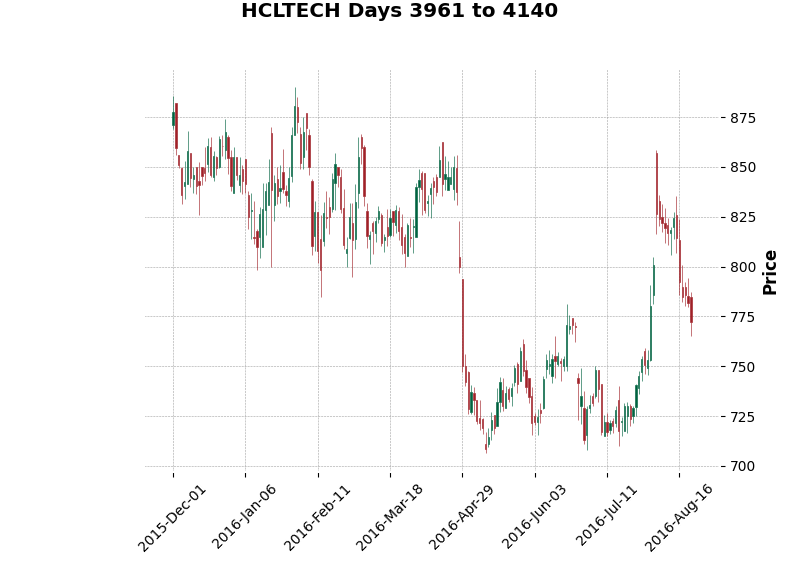 HCLTECH Days 3961 to 4140
875
850
825
800
775
750
725
700
Price
2015-Dec-01
2016-Jan-06
2016-Feb-11
2016-Mar-18
2016-Apr-29
2016-Jun-03
2016-Jul-11
2016-Aug-16